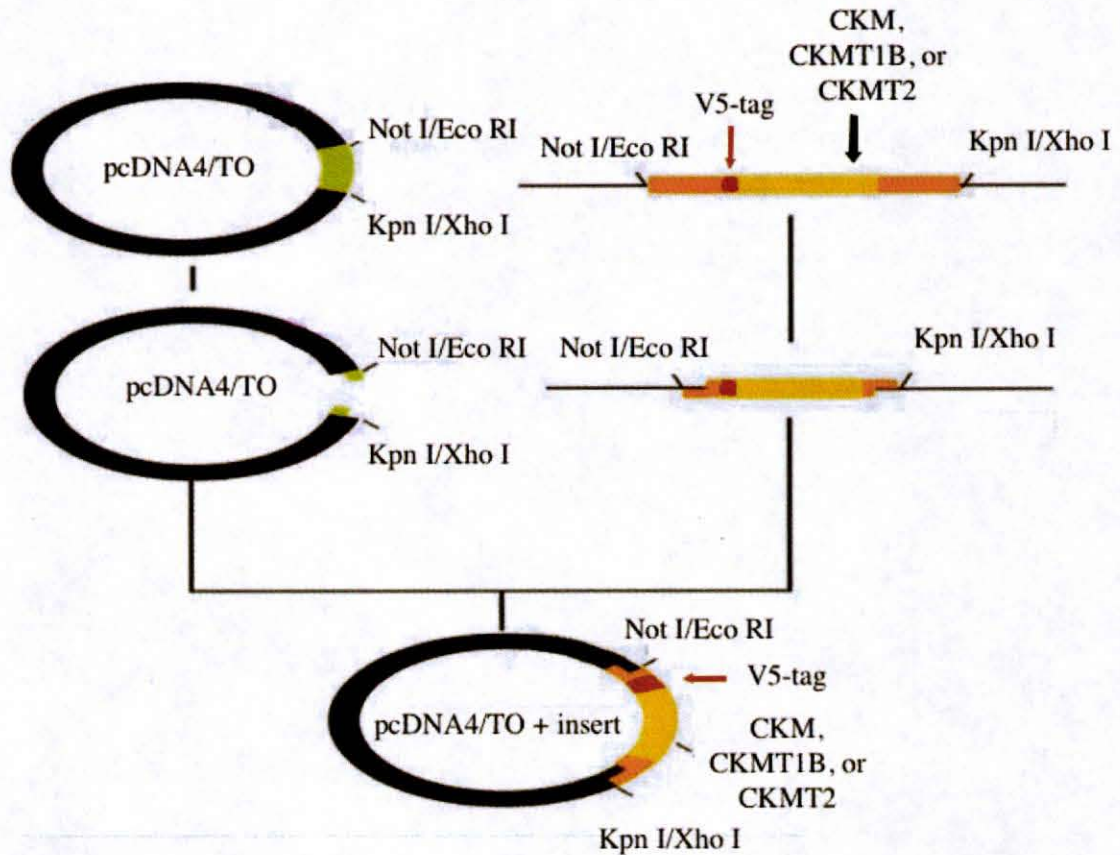 CKM,
CKMT1B, or
CKMT2
V5-tag
Not I/Eco RI
pcDNA4/TO
Kpn I/Xho I
Not I/Eco RI
Kpn I/Xho I
Not I/Eco RI
pcDNA4/TO
Kpn I/Xho I
Not I/Eco RI
Kpn I/Xho I
Not I/Eco RI
V5-tag
pcDNA4/TO + insert
CKM,
CKMT1B, or
CKMT2
Kpn I/Xho I